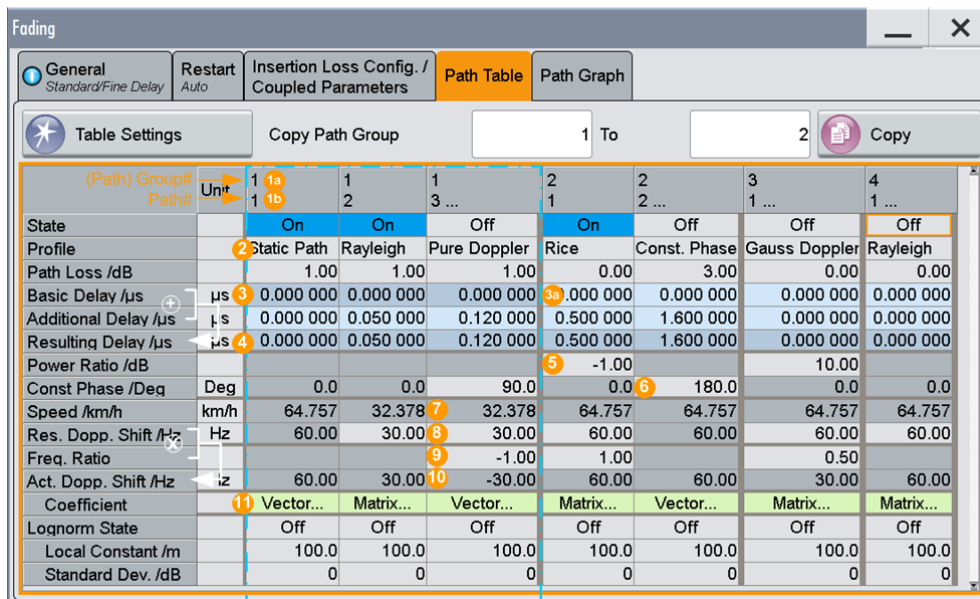 Fading
General
Standard/Fine Delay
Restart
Auto
Insertion Loss Config. /
Coupled Parameters
Path Table
Path Graph
Table Settings
Copy Path Group
1
To
2
Copy
(Path) Group# Unit 1 1a 1 1 2 2 3 4
Path# 1 1b 2 3 ... 1 2 ... 1 ... 1 ...
State On On Off On Off Off Off
Profile 2 Static Path Rayleigh Pure Doppler Rice Const. Phase Gauss Doppler Rayleigh
Path Loss /dB 1.00 1.00 1.00 0.00 3.00 0.00 0.00
Basic Delay /µs + µs 3 0.000 000 0.000 000 0.000 000 3a .000 000 0.000 000 0.000 000 0.000 000
Additional Delay /µs µs 0.000 000 0.050 000 0.120 000 0.500 000 1.600 000 0.000 000 0.000 000
Resulting Delay /µs µs 4 0.000 000 0.050 000 0.120 000 0.500 000 1.600 000 0.000 000 0.000 000
Power Ratio /dB 5 -1.00 10.00
Const Phase /Deg Deg 0.0 0.0 90.0 0.0 6 180.0 0.0 0.0
Speed /km/h km/h 64.757 32.378 7 32.378 64.757 64.757 64.757 64.757
Res. Dopp. Shift /Hz Hz 60.00 30.00 8 30.00 60.00 60.00 60.00 60.00
x
Freq. Ratio 9 -1.00 1.00 0.50
Act. Dopp. Shift /Hz Hz 60.00 30.00 10 -30.00 60.00 60.00 30.00 60.00
Coefficient 11 Vector... Matrix... Vector... Matrix... Vector... Matrix... Matrix...
Lognorm State Off Off Off Off Off Off Off
Local Constant /m 100.0 100.0 100.0 100.0 100.0 100.0 100.0
Standard Dev. /dB 0 0 0 0 0 0 0